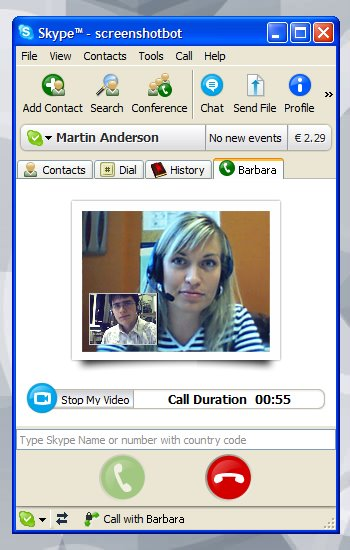 Skype™ - screenshotbot
File View Contacts Tools Call Help
Add Contact Search Conference Chat Send File Profile »
Martin Anderson No new events € 2.29
Contacts Dial History Barbara
Stop My Video Call Duration 00:55
Type Skype Name or number with country code
Call with Barbara